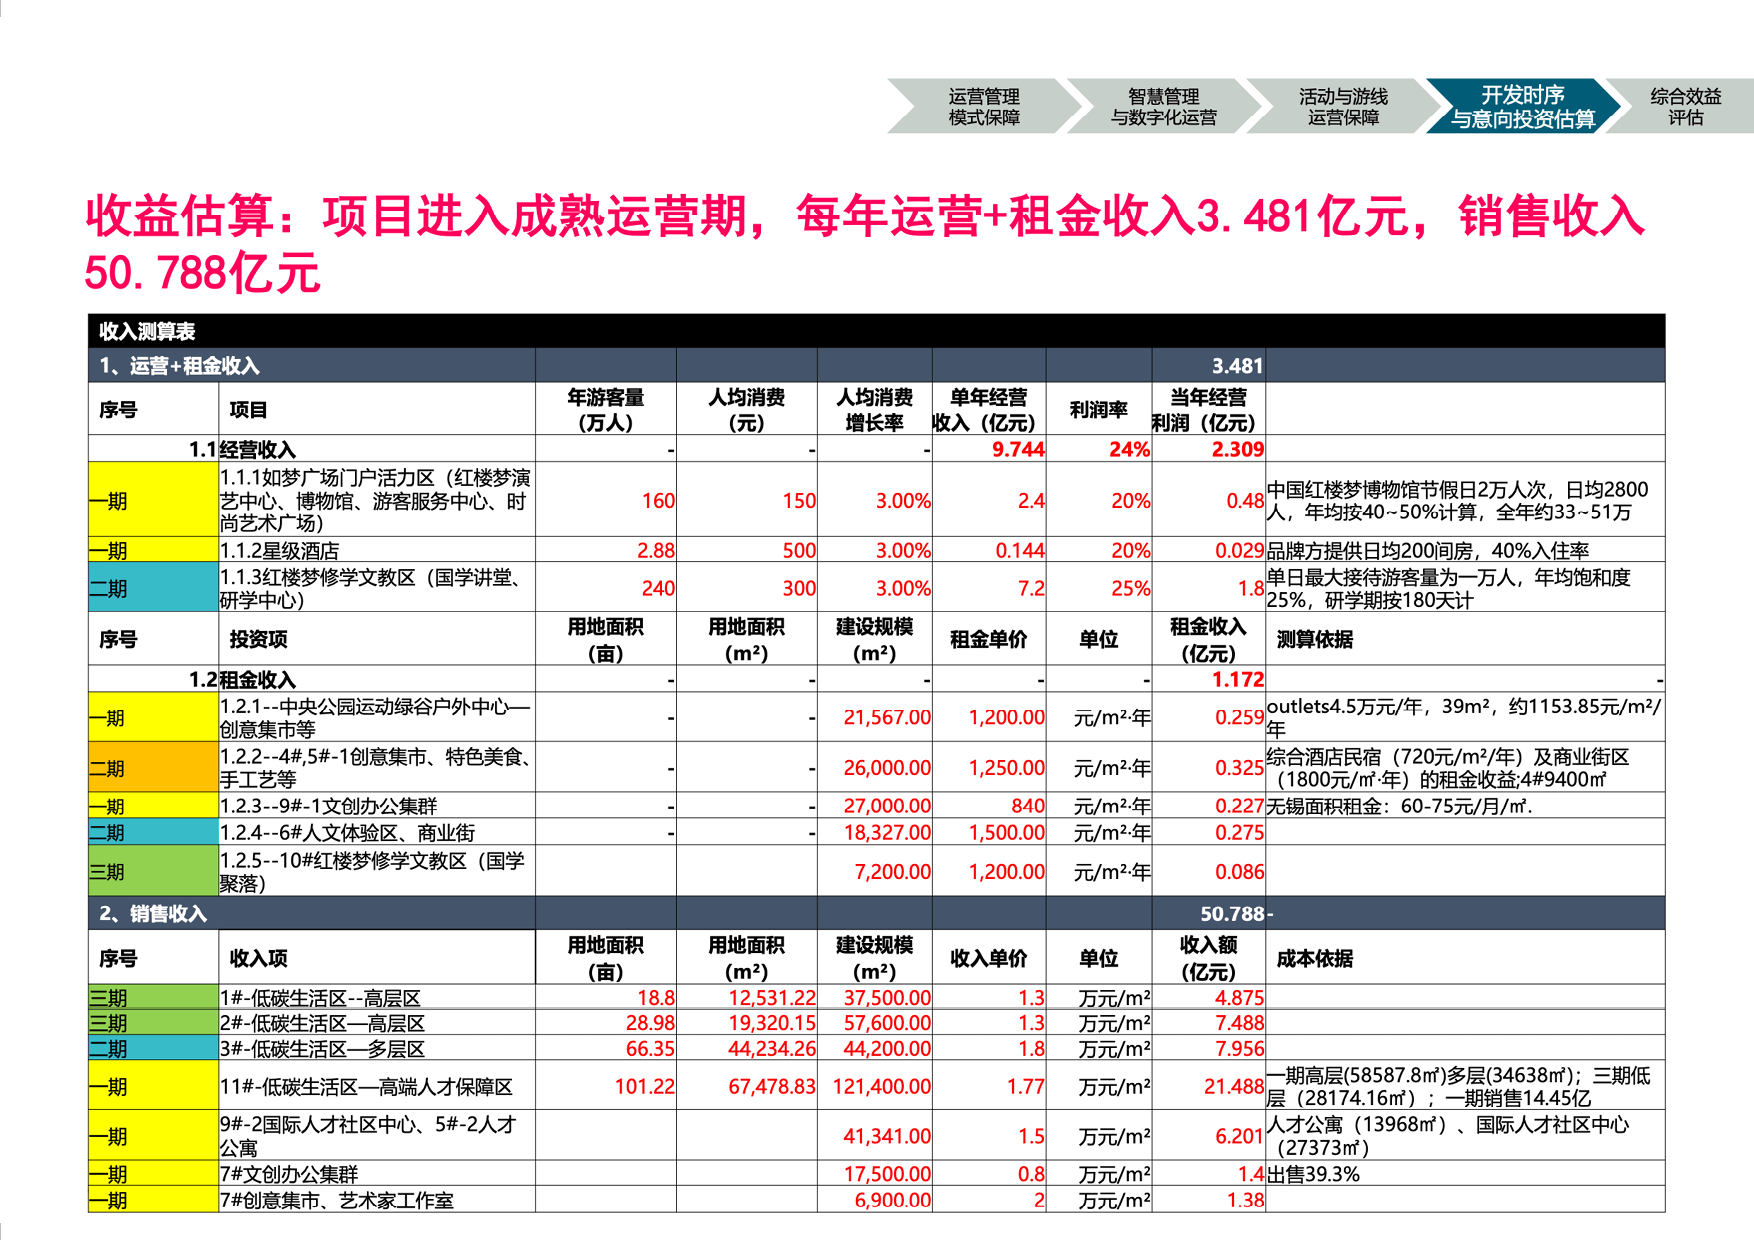 运营管理
模式保障
智慧管理
与数字化运营
活动与游线
运营保障
开发时序
与意向投资估算
综合效益
评估
收益估算：项目进入成熟运营期，每年运营+租金收入3.481亿元，销售收入
50.788亿元
收入测算表
1、运营+租金收入 3.481
序号 项目 年游客量（万人） 人均消费（元） 人均消费增长率 单年经营收入（亿元） 利润率 当年经营利润（亿元）
1.1 经营收入 - - - 9.744 24% 2.309
一期 1.1.1如梦广场门户活力区（红楼梦演艺中心、博物馆、游客服务中心、时尚艺术广场） 160 150 3.00% 2.4 20% 0.48 中国红楼梦博物馆节假日2万人次，日均2800人，年均按40~50%计算，全年约33~51万
一期 1.1.2星级酒店 2.88 500 3.00% 0.144 20% 0.029 品牌方提供日均200间房，40%入住率
二期 1.1.3红楼梦修学文教区（国学讲堂、研学中心） 240 300 3.00% 7.2 25% 1.8 单日最大接待游客量为一万人，年均饱和度25%，研学期按180天计
序号 投资项 用地面积（亩） 用地面积（m²） 建设规模（m²） 租金单价 单位 租金收入（亿元） 测算依据
1.2 租金收入 - - - - - 1.172 -
一期 1.2.1--中央公园运动绿谷户外中心—创意集市等 - - 21,567.00 1,200.00 元/m²·年 0.259 outlets4.5万元/年，39m²，约1153.85元/m²/年
二期 1.2.2--4#,5#-1创意集市、特色美食、手工艺等 - - 26,000.00 1,250.00 元/m²·年 0.325 综合酒店民宿（720元/m²/年）及商业街区（1800元/㎡·年）的租金收益;4#9400㎡
一期 1.2.3--9#-1文创办公集群 - - 27,000.00 840 元/m²·年 0.227 无锡面积租金：60-75元/月/㎡.
二期 1.2.4--6#人文体验区、商业街 - - 18,327.00 1,500.00 元/m²·年 0.275
三期 1.2.5--10#红楼梦修学文教区（国学聚落） 7,200.00 1,200.00 元/m²·年 0.086
2、销售收入 50.788 -
序号 收入项 用地面积（亩） 用地面积（m²） 建设规模（m²） 收入单价 单位 收入额（亿元） 成本依据
三期 1#-低碳生活区--高层区 18.8 12,531.22 37,500.00 1.3 万元/m² 4.875
三期 2#-低碳生活区—高层区 28.98 19,320.15 57,600.00 1.3 万元/m² 7.488
二期 3#-低碳生活区—多层区 66.35 44,234.26 44,200.00 1.8 万元/m² 7.956
一期 11#-低碳生活区—高端人才保障区 101.22 67,478.83 121,400.00 1.77 万元/m² 21.488 一期高层(58587.8㎡)多层(34638㎡)；三期低层（28174.16㎡）；一期销售14.45亿
一期 9#-2国际人才社区中心、5#-2人才公寓 41,341.00 1.5 万元/m² 6.201 人才公寓（13968㎡）、国际人才社区中心（27373㎡）
一期 7#文创办公集群 17,500.00 0.8 万元/m² 1.4 出售39.3%
一期 7#创意集市、艺术家工作室 6,900.00 2 万元/m² 1.38